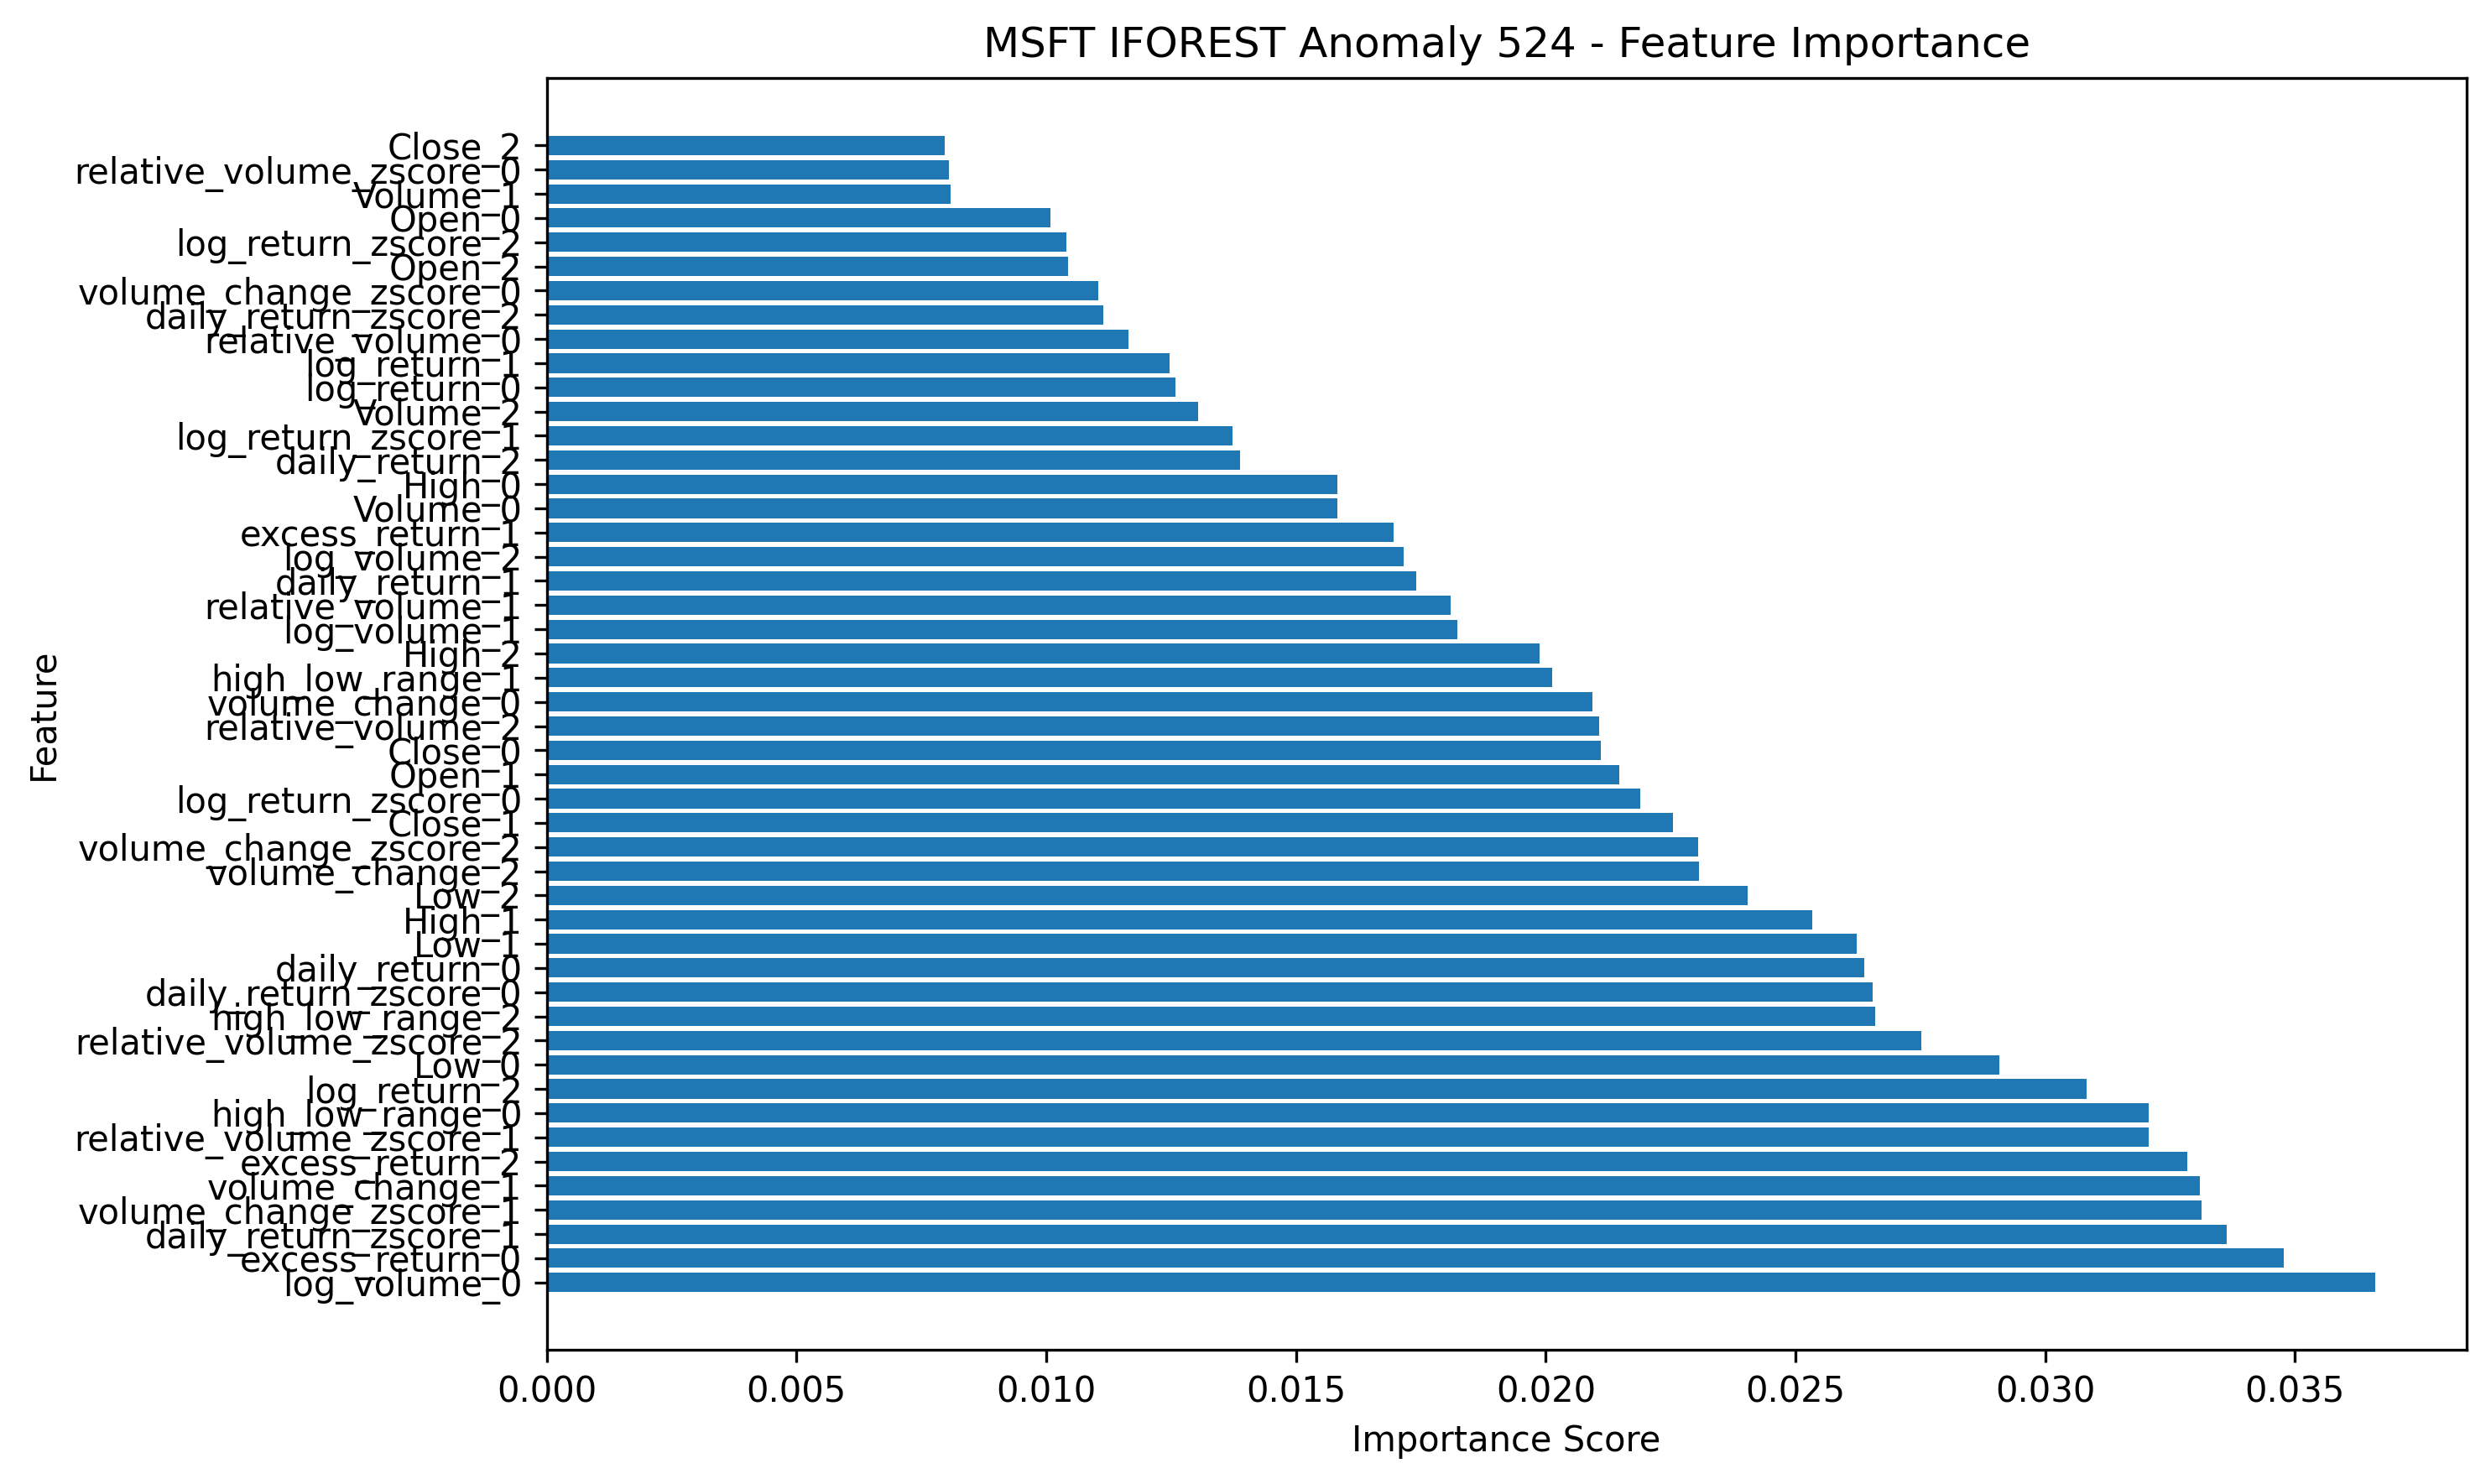 MSFT IFOREST Anomaly 524 - Feature Importance
Close_2
relative_volume_zscore_0
Volume_1
Open_0
log_return_zscore_2
Open_2
volume_change_zscore_0
daily_return_zscore_2
relative_volume_0
log_return_1
log_return_0
Volume_2
log_return_zscore_1
daily_return_2
High_0
Volume_0
excess_return_1
log_volume_2
daily_return_1
relative_volume_1
log_volume_1
High_2
high_low_range_1
volume_change_0
relative_volume_2
Close_0
Open_1
log_return_zscore_0
Close_1
volume_change_zscore_2
volume_change_2
Low_2
High_1
Low_1
daily_return_0
daily_return_zscore_0
high_low_range_2
relative_volume_zscore_2
Low_0
log_return_2
high_low_range_0
relative_volume_zscore_1
excess_return_2
volume_change_1
volume_change_zscore_1
daily_return_zscore_1
excess_return_0
log_volume_0
Feature
0.000 0.005 0.010 0.015 0.020 0.025 0.030 0.035
Importance Score